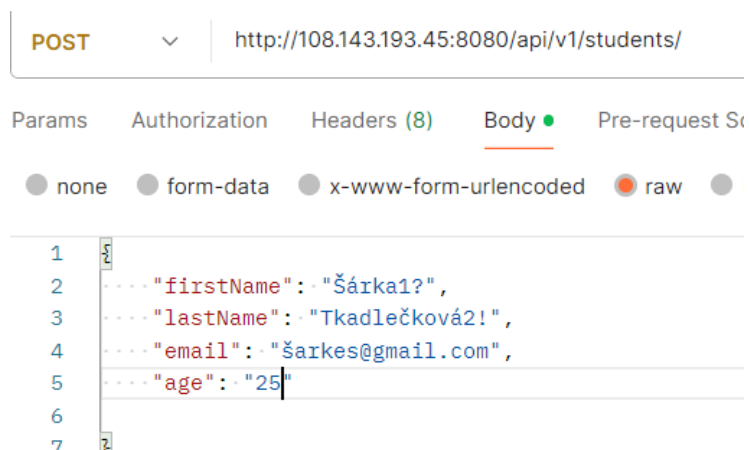 POST http://108.143.193.45:8080/api/v1/students/
Params Authorization Headers (8) Body Pre-request
none form-data x-www-form-urlencoded raw
1 {
2 "firstName": "Šárka1?",
3 "lastName": "Tkadlečková2!",
4 "email": "šarkes@gmail.com",
5 "age": "25"
6
7 }